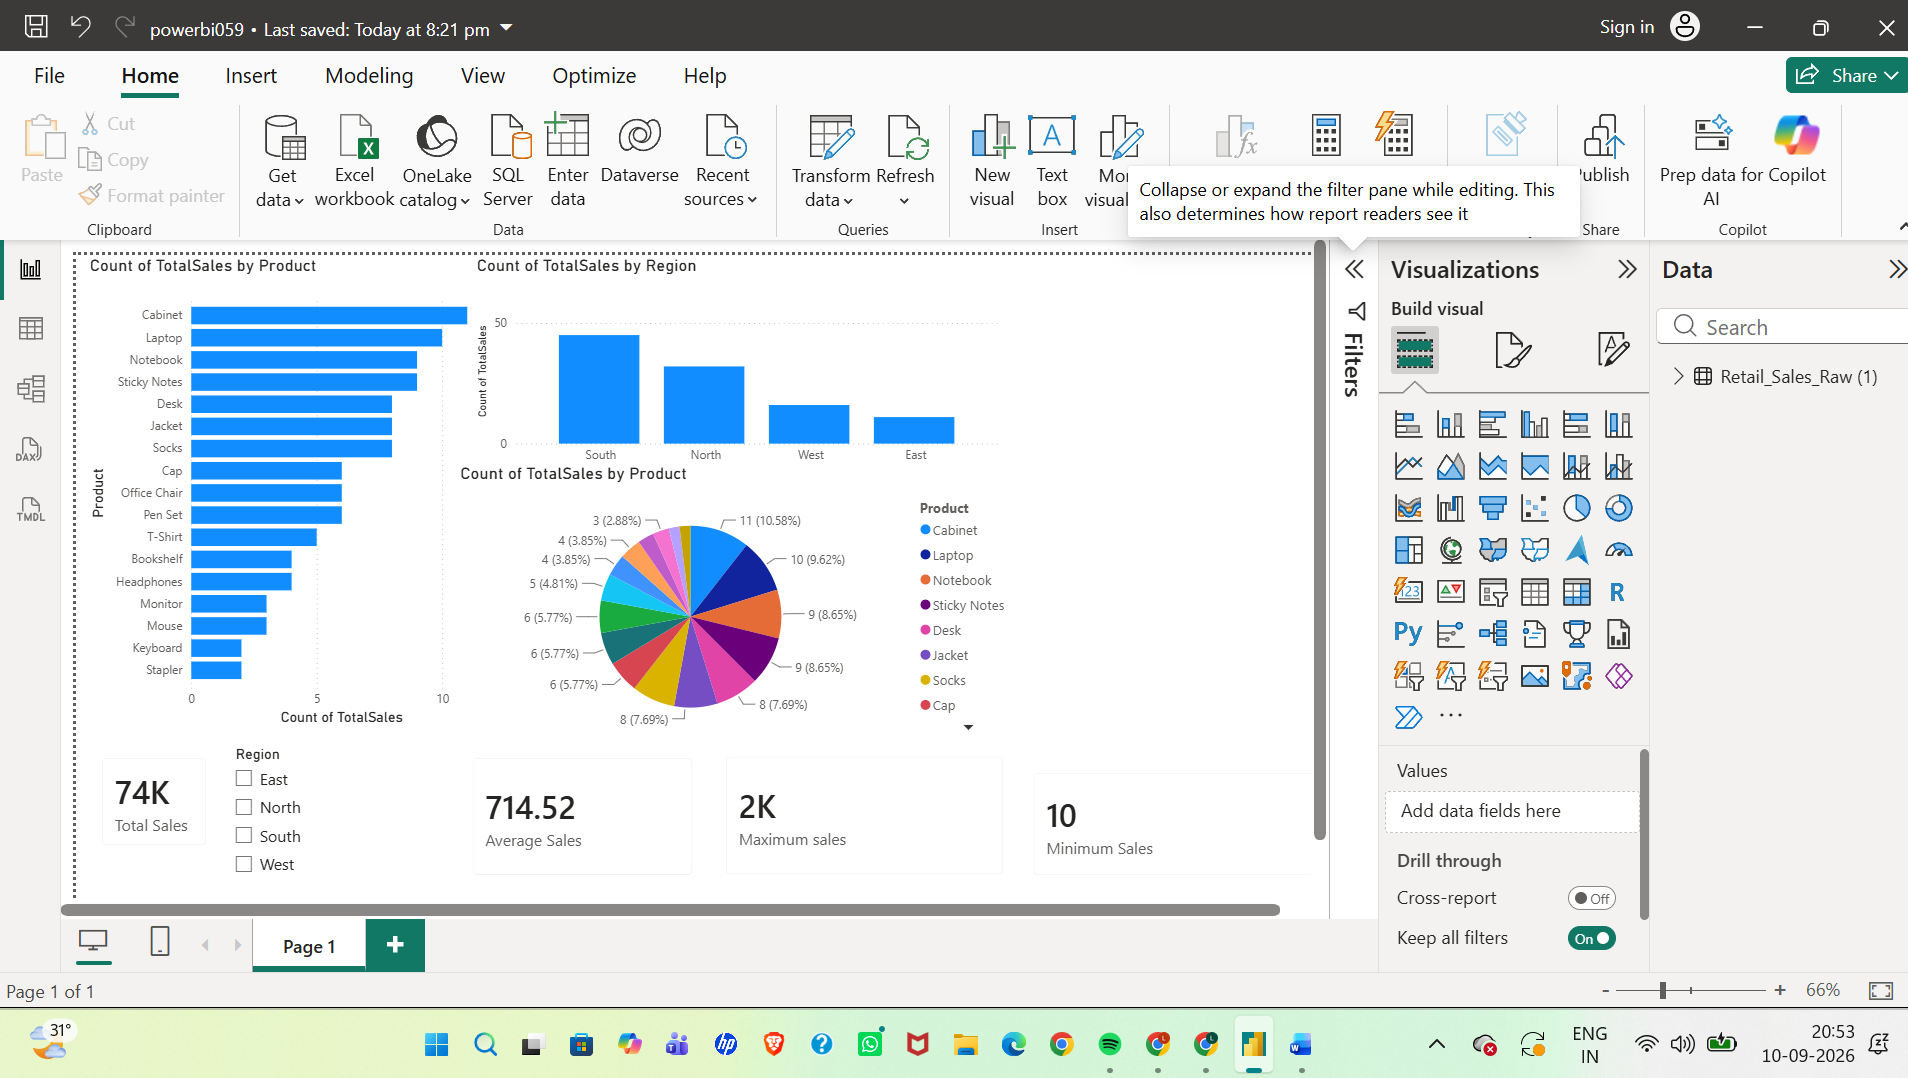 powerbi059 • Last saved: Today at 8:21 pm
Sign in
File
Home
Insert
Modeling
View
Optimize
Help
Share
Paste
Cut
Copy
Format painter
Clipboard
Get data
Excel workbook
OneLake catalog
SQL Server
Enter data
Dataverse
Recent sources
Data
Transform data
Refresh
Queries
New visual
Text box
Insert
Share
Prep data for AI
Copilot
Copilot
Collapse or expand the filter pane while editing. This
also determines how report readers see it
Count of TotalSales by Product
Product
Cabinet
Laptop
Notebook
Sticky Notes
Desk
Jacket
Socks
Cap
Office Chair
Pen Set
T-Shirt
Bookshelf
Headphones
Monitor
Mouse
Keyboard
Stapler
0
5
10
Count of TotalSales
Count of TotalSales by Region
Count of TotalSales
50
0
South
North
West
East
Count of TotalSales by Product
11 (10.58%)
10 (9.62%)
9 (8.65%)
9 (8.65%)
8 (7.69%)
8 (7.69%)
6 (5.77%)
6 (5.77%)
6 (5.77%)
5 (4.81%)
4 (3.85%)
4 (3.85%)
3 (2.88%)
Product
Cabinet
Laptop
Notebook
Sticky Notes
Desk
Jacket
Socks
Cap
74K
Total Sales
Region
East
North
South
West
714.52
Average Sales
2K
Maximum sales
10
Minimum Sales
Filters
Visualizations
Build visual
123
R
Py
Values
Add data fields here
Drill through
Cross-report
Off
Keep all filters
On
Data
Search
Retail_Sales_Raw (1)
DAX
TMDL
Page 1
Page 1 of 1
66%
31°
ENG
IN
20:53
10-09-2026